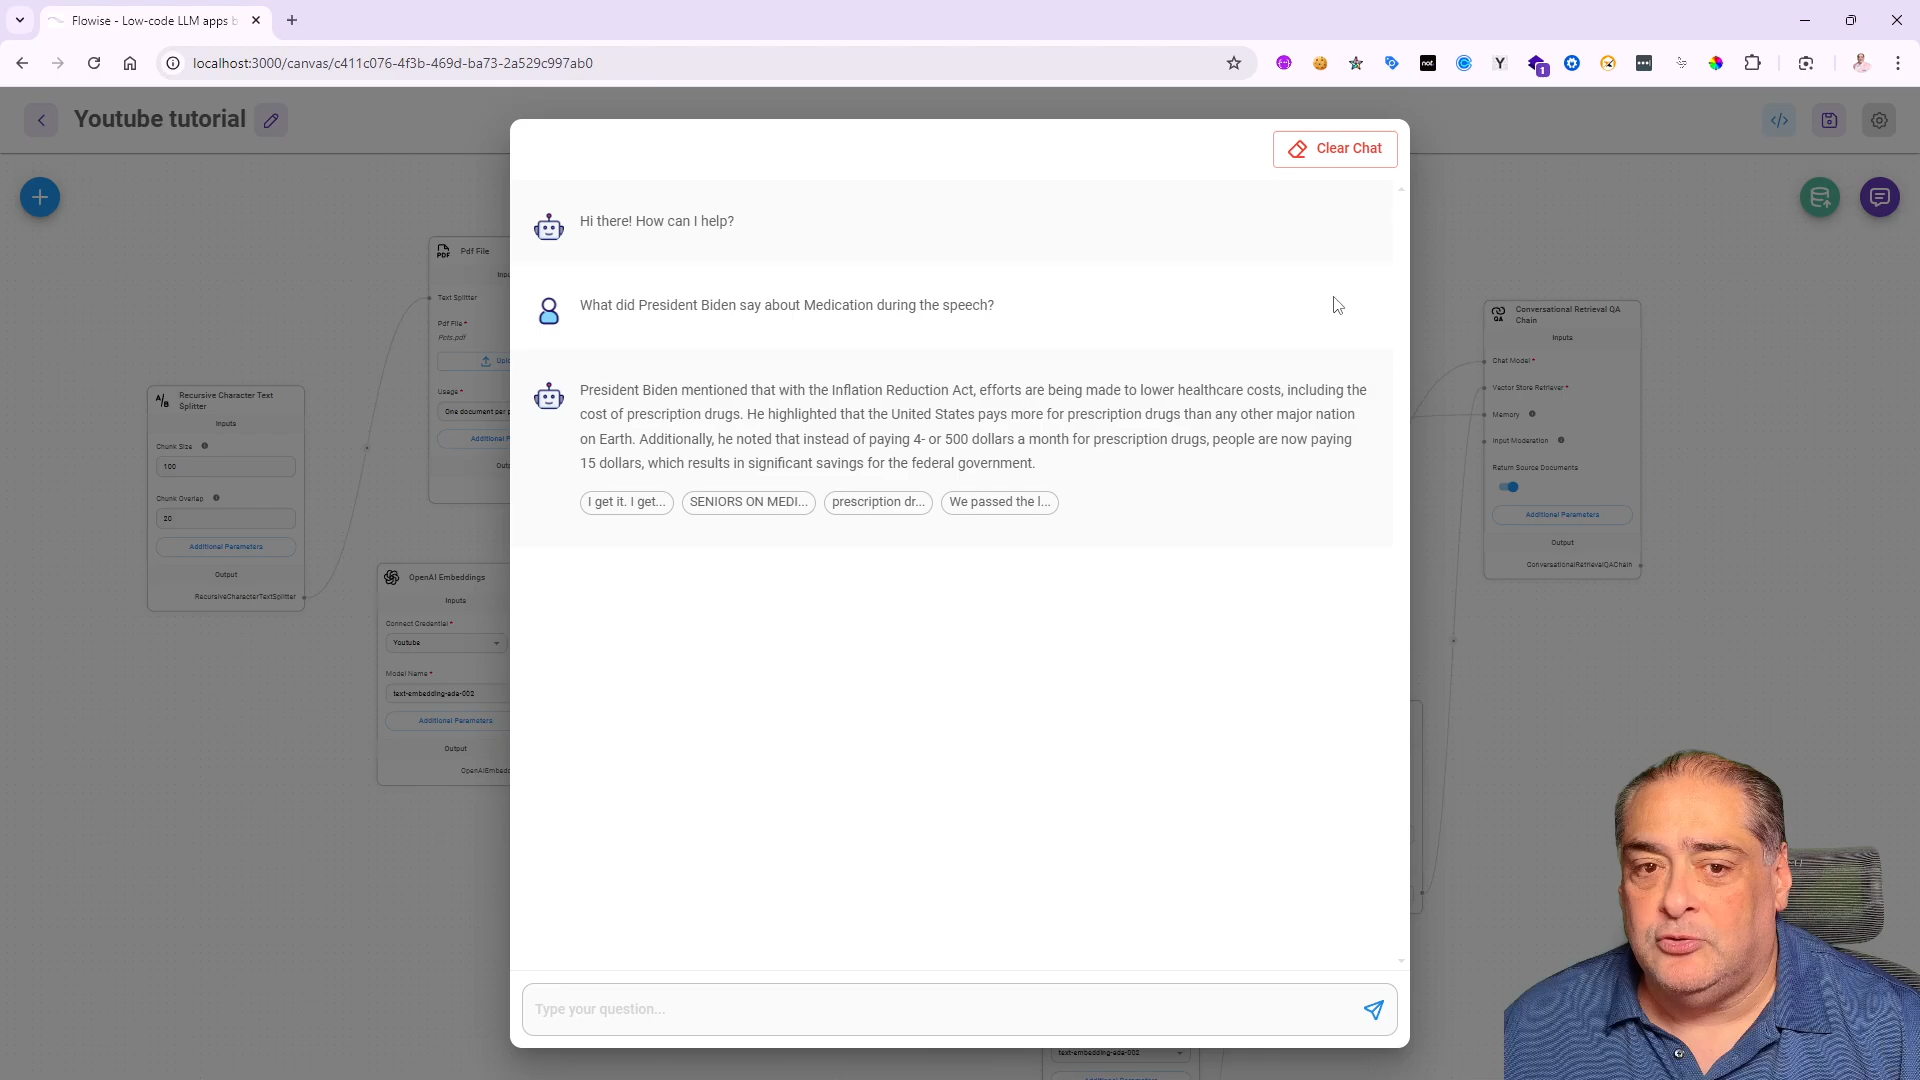 Flowise - Low-code LLM apps b
localhost:3000/canvas/c411c076-4f3b-469d-ba73-2a529c997ab0
not.
Y
1
Youtube tutorial
Clear Chat
Hi there! How can I help?
What did President Biden say about Medication during the speech?
President Biden mentioned that with the Inflation Reduction Act, efforts are being made to lower healthcare costs, including the
cost of prescription drugs. He highlighted that the United States pays more for prescription drugs than any other major nation
on Earth. Additionally, he noted that instead of paying 4- or 500 dollars a month for prescription drugs, people are now paying
15 dollars, which results in significant savings for the federal government.
I get it. I get...
SENIORS ON MEDI...
prescription dr...
We passed the l...
Type your question...
PDF
Pdf File
Inpu
Text Splitter
Pdf File*
Usage*
One document per p
Additional P
Outp
A/B
Recursive Character Text
Splitter
Inputs
Chunk Size
100
Chunk Overlap
20
Additional Parameters
Output
RecursiveCharacterTextSplitter
OpenAI Embeddings
Inputs
Connect Credential*
Youtube
Model Name*
text-embedding-ada-002
Additional Parameters
Output
OpenAIEmbedd
QA
Conversational Retrieval QA
Chain
Inputs
Chat Model*
Vector Store Retriever*
Memory
Input Moderation
Return Source Documents
Additional Parameters
Output
ConversationalRetrievalQAChain
text-embedding-ada-002